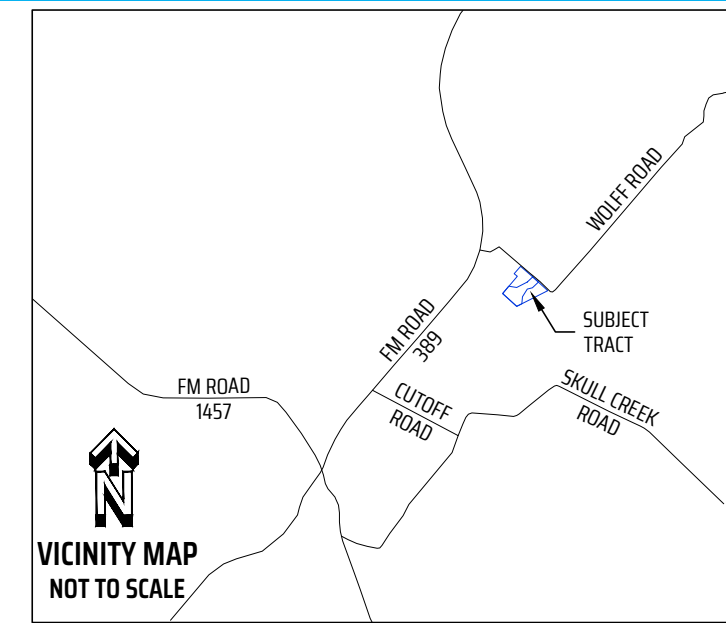 WOLFF ROAD
SUBJECT
TRACT
FM ROAD
389
FM ROAD
1457
CUTOFF
ROAD
SKULL CREEK
ROAD
N
VICINITY MAP
NOT TO SCALE